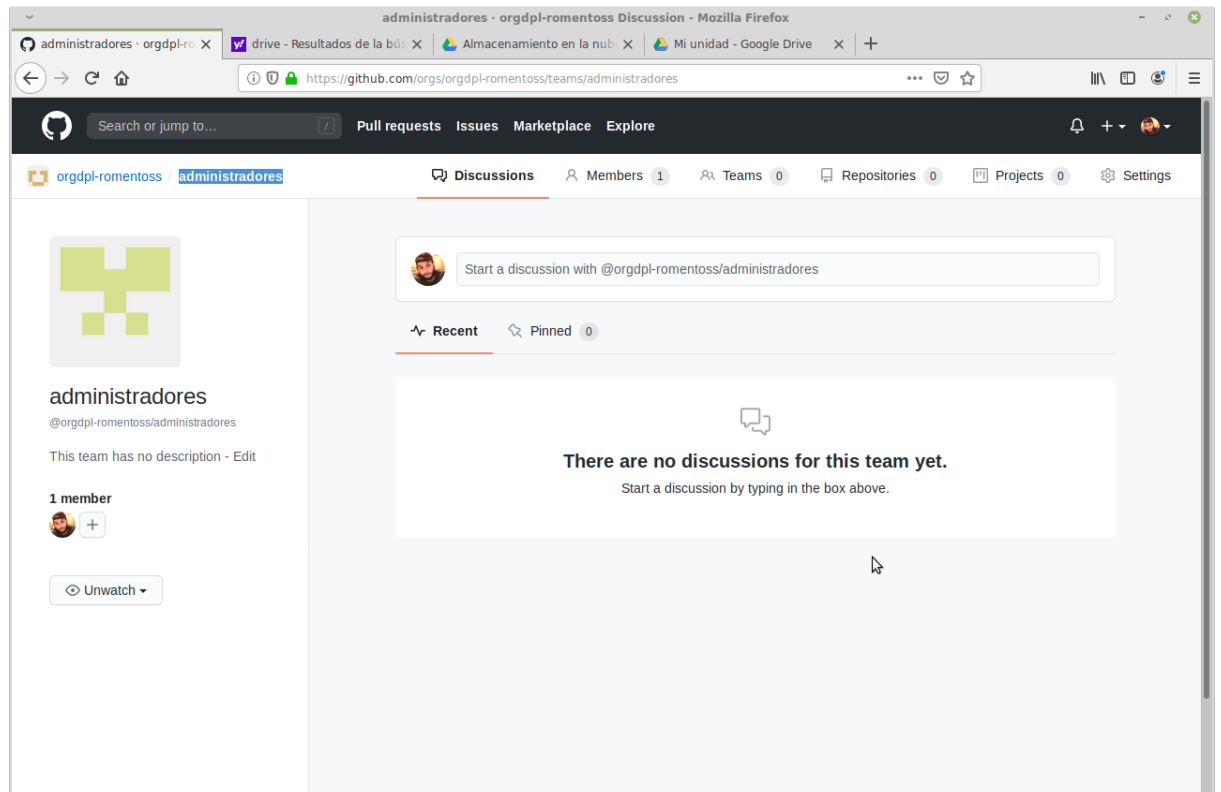 administradores · orgdpl-romentoss Discussion - Mozilla Firefox
administradores · orgdpl-ro
drive - Resultados de la bús
Almacenamiento en la nub
Mi unidad - Google Drive
https://github.com/orgs/orgdpl-romentoss/teams/administradores
Search or jump to… /
Pull requests Issues Marketplace Explore
orgdpl-romentoss / administradores
Discussions
Members 1
Teams 0
Repositories 0
Projects 0
Settings
Start a discussion with @orgdpl-romentoss/administradores
Recent
Pinned 0
administradores
@orgdpl-romentoss/administradores
This team has no description - Edit
1 member
Unwatch
There are no discussions for this team yet.
Start a discussion by typing in the box above.